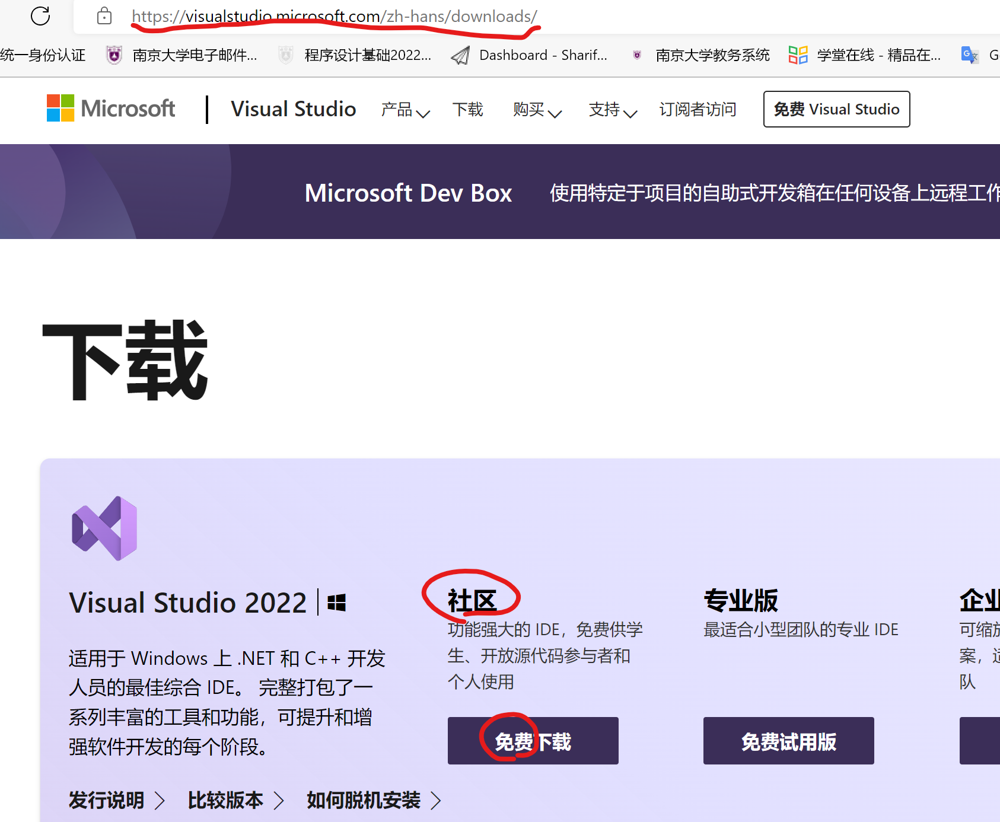 https://visualstudio.microsoft.com/zh-hans/downloads/
统一身份认证 南京大学电子邮件... 程序设计基础2022... Dashboard - Sharif... 南京大学教务系统 学堂在线 - 精品在...
Microsoft Visual Studio 产品 下载 购买 支持 订阅者访问 免费 Visual Studio
Microsoft Dev Box 使用特定于项目的自助式开发箱在任何设备上远程工作
下载
Visual Studio 2022
适用于 Windows 上 .NET 和 C++ 开发
人员的最佳综合 IDE。 完整打包了一
系列丰富的工具和功能，可提升和增
强软件开发的每个阶段。
发行说明 比较版本 如何脱机安装
社区
功能强大的 IDE，免费供学
生、开放源代码参与者和
个人使用
免费下载
专业版
最适合小型团队的专业 IDE
免费试用版
企业
可缩放
案，适
队